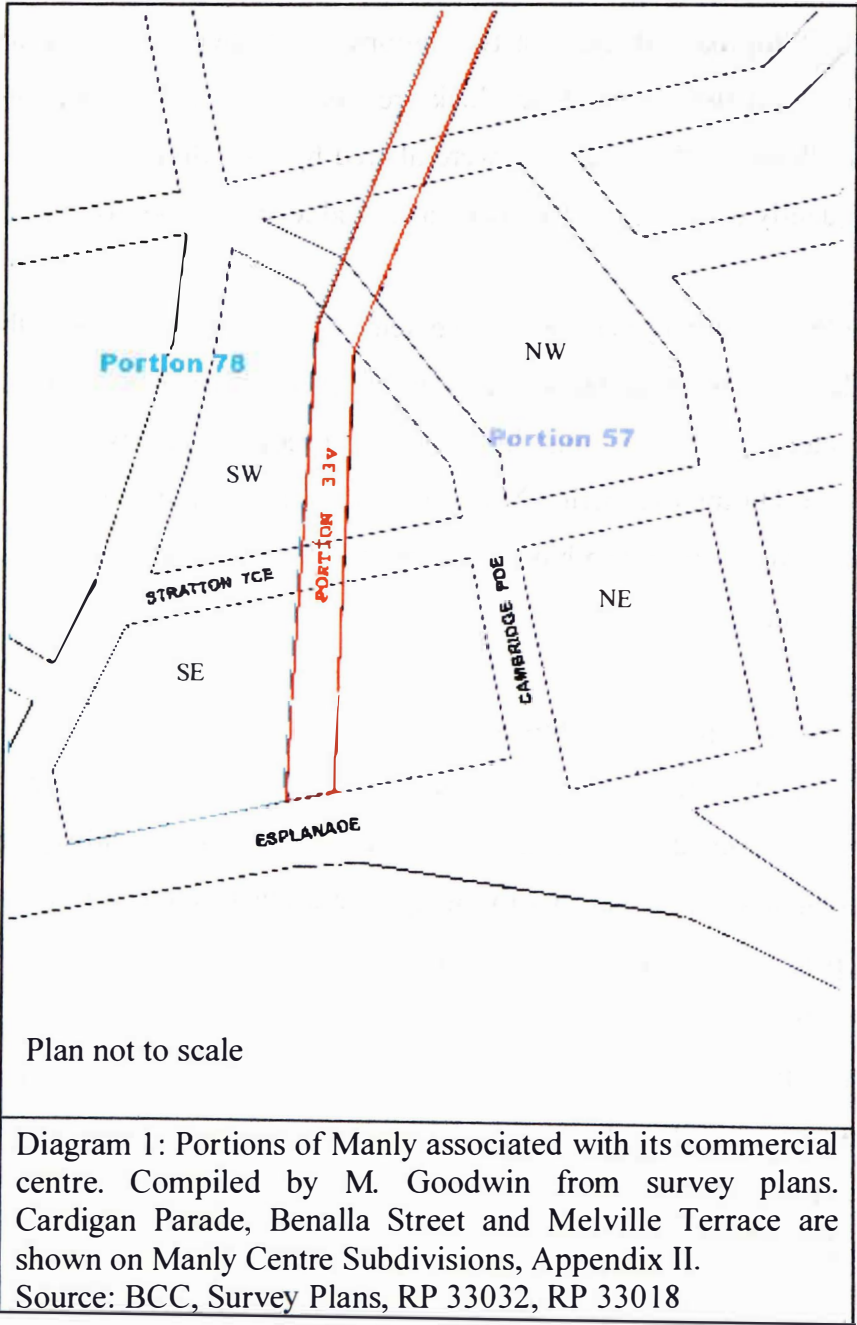 NW
Portion 78
Portion 57
SW
PORTION 33V
STRATTON TCE
CAMBRIDGE PDE
NE
SE
ESPLANADE
Plan not to scale
Diagram 1: Portions of Manly associated with its commercial
centre. Compiled by M. Goodwin from survey plans.
Cardigan Parade, Benalla Street and Melville Terrace are
shown on Manly Centre Subdivisions, Appendix II.
Source: BCC, Survey Plans, RP 33032, RP 33018